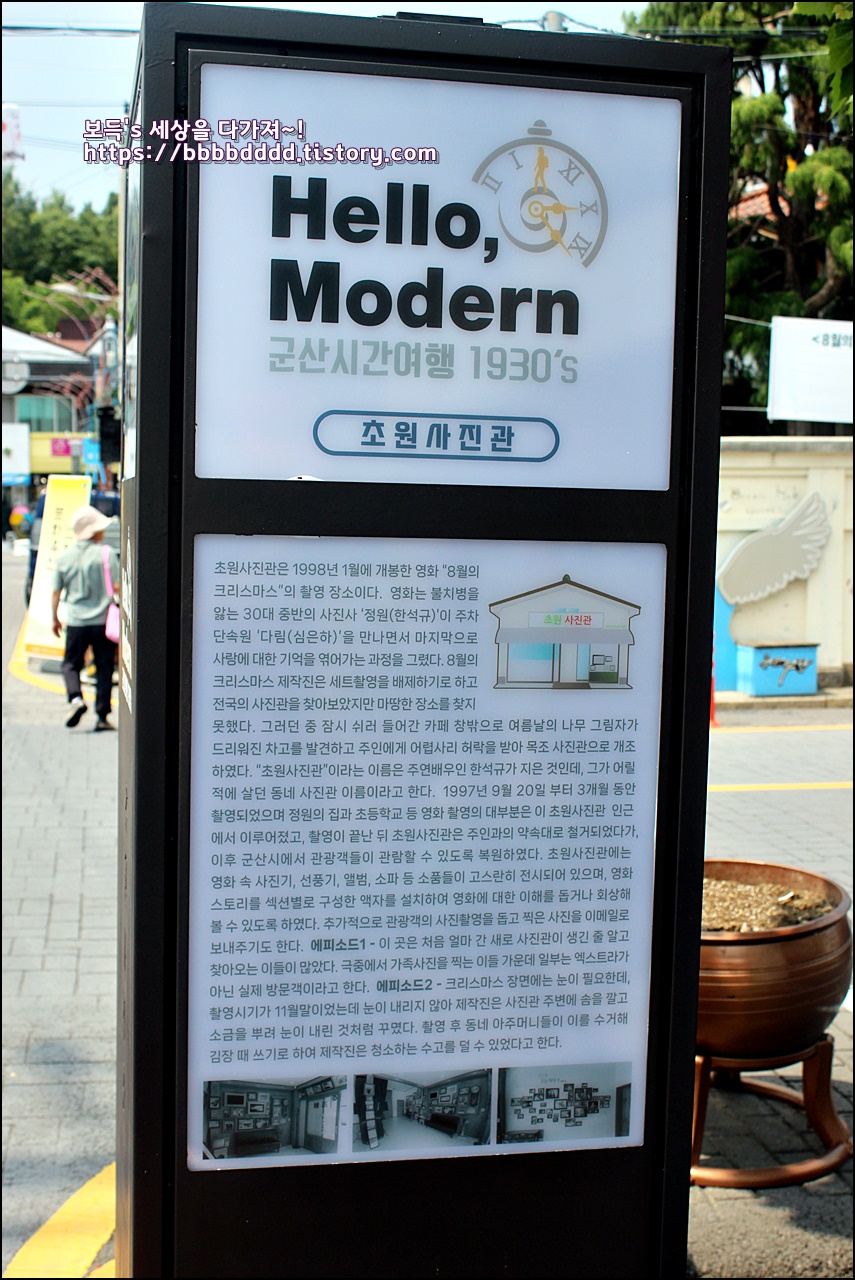 보득's 세상을 다가져~!
https://bbbbdddd.tistory.com
II I XI X IX
Hello,
Modern
군산시간여행 1930's
초원사진관
<8월의
초원사진관은 1998년 1월에 개봉한 영화 “8월의
크리스마스“의 촬영 장소이다. 영화는 불치병을
앓는 30대 중반의 사진사 ‘정원(한석규)’이 주차
단속원 ‘다림(심은하)’을 만나면서 마지막으로
사랑에 대한 기억을 엮어가는 과정을 그렸다. 8월의
크리스마스 제작진은 세트촬영을 배제하기로 하고
전국의 사진관을 찾아보았지만 마땅한 장소를 찾지
초원 사진관
못했다. 그러던 중 잠시 쉬러 들어간 카페 창밖으로 여름날의 나무 그림자가
드리워진 차고를 발견하고 주인에게 어렵사리 허락을 받아 목조 사진관으로 개조
하였다. “초원사진관”이라는 이름은 주연배우인 한석규가 지은 것인데, 그가 어릴
적에 살던 동네 사진관 이름이라고 한다. 1997년 9월 20일 부터 3개월 동안
촬영되었으며 정원의 집과 초등학교 등 영화 촬영의 대부분은 이 초원사진관 인근
에서 이루어졌고, 촬영이 끝난 뒤 초원사진관은 주인과의 약속대로 철거되었다가,
이후 군산시에서 관광객들이 관람할 수 있도록 복원하였다. 초원사진관에는
영화 속 사진기, 선풍기, 앨범, 소파 등 소품들이 고스란히 전시되어 있으며, 영화
스토리를 섹션별로 구성한 액자를 설치하여 영화에 대한 이해를 돕거나 회상해
볼 수 있도록 하였다. 추가적으로 관광객의 사진촬영을 돕고 찍은 사진을 이메일로
보내주기도 한다. 에피소드1 - 이 곳은 처음 얼마 간 새로 사진관이 생긴 줄 알고
찾아오는 이들이 많았다. 극중에서 가족사진을 찍는 이들 가운데 일부는 엑스트라가
아닌 실제 방문객이라고 한다. 에피소드2 - 크리스마스 장면에는 눈이 필요한데,
촬영시기가 11월말이었는데 눈이 내리지 않아 제작진은 사진관 주변에 솜을 깔고
소금을 뿌려 눈이 내린 것처럼 꾸몄다. 촬영 후 동네 아주머니들이 이를 수거해
김장 때 쓰기로 하여 제작진은 청소하는 수고를 덜 수 있었다고 한다.